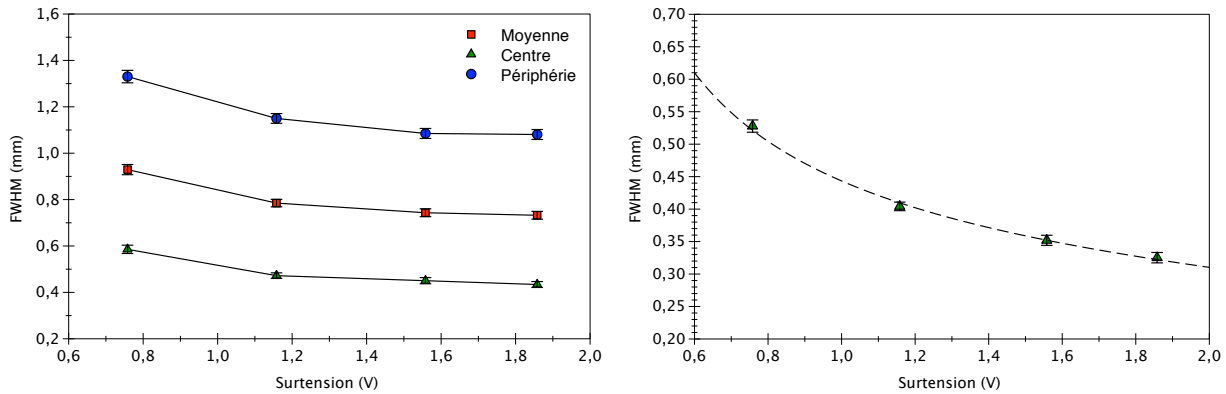 1,6
1,4
1,2
1,0
0,8
0,6
0,4
0,2
FWHM (mm)
Moyenne
Centre
Périphérie
0,6 0,8 1,0 1,2 1,4 1,6 1,8 2,0
Surtension (V)
0,70
0,65
0,60
0,55
0,50
0,45
0,40
0,35
0,30
0,25
0,20
FWHM (mm)
0,6 0,8 1,0 1,2 1,4 1,6 1,8 2,0
Surtension (V)